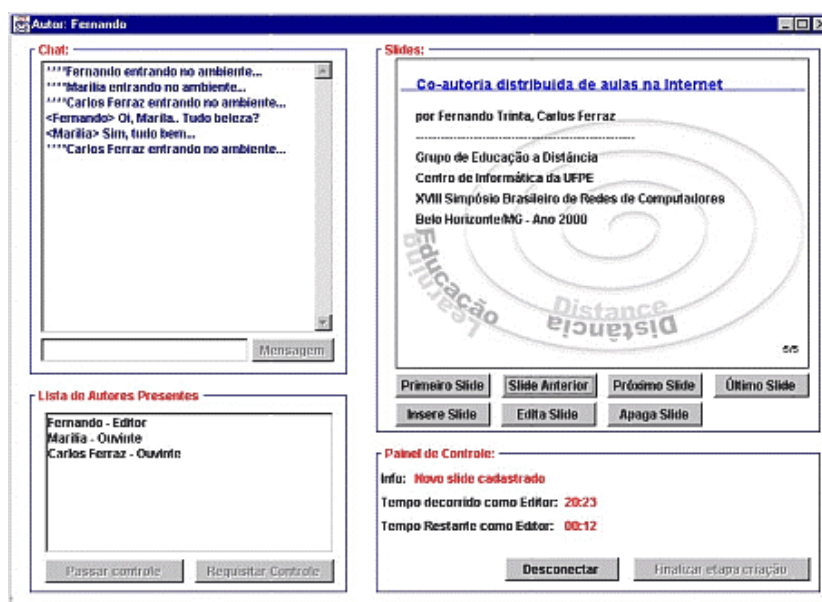 Autor: Fernando
Chat:
****Fernando entrando no ambiente...
****Marilia entrando no ambiente...
****Carlos Ferraz entrando no ambiente...
<Fernando> Oi, Marila.. Tudo beleza?
<Marilia> Sim, tudo bem...
****Carlos Ferraz entrando no ambiente...
Mensagem
Lista de Autores Presentes
Fernando - Editor
Marilia - Ouvinte
Carlos Ferraz - Ouvinte
Passar controle
Requisitar Controle
Slides:
Co-autoria distribuida de aulas na Internet
por Fernando Trinta, Carlos Ferraz
Grupo de Educação a Distância
Centro de Informática da UFPE
XVIII Simpósio Brasileiro de Redes de Computadores
Belo Horizonte/MG - Ano 2000
Educação
Learning
Distance
Distância
5/5
Primeiro Slide
Slide Anterior
Próximo Slide
Último Slide
Insere Slide
Edita Slide
Apaga Slide
Painel de Controle:
Info: Novo slide cadastrado
Tempo decorrido como Editor: 20:23
Tempo Restante como Editor: 00:12
Desconectar
Finalizar etapa criação